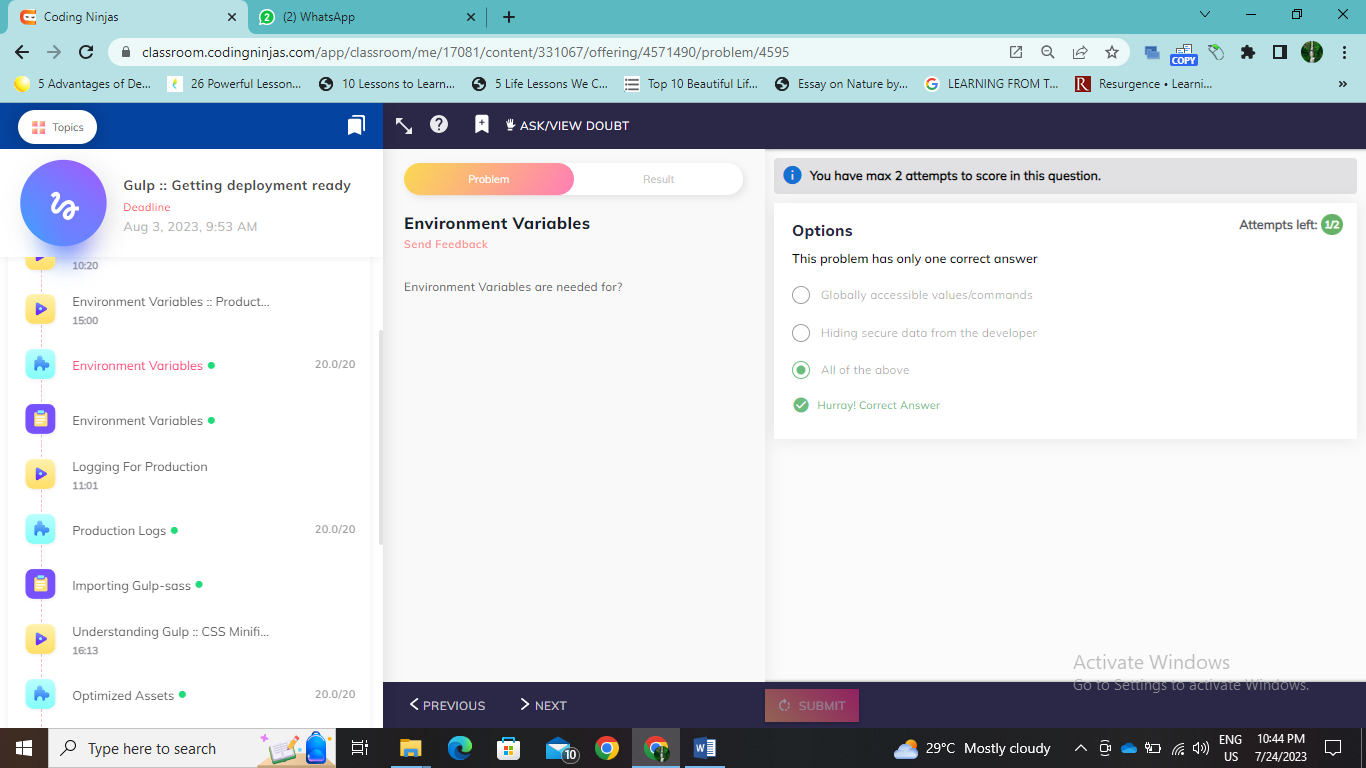 Coding Ninjas
(2) WhatsApp
classroom.codingninjas.com/app/classroom/me/17081/content/331067/offering/4571490/problem/4595
COPY
5 Advantages of De...
26 Powerful Lesson...
10 Lessons to Learn...
5 Life Lessons We C...
Top 10 Beautiful Lif...
Essay on Nature by...
LEARNING FROM T...
Resurgence • Learni...
»
Topics
ASK/VIEW DOUBT
Gulp :: Getting deployment ready
Deadline
Aug 3, 2023, 9:53 AM
10:20
Environment Variables :: Product...
15:00
Environment Variables
20.0/20
Environment Variables
Logging For Production
11:01
Production Logs
20.0/20
Importing Gulp-sass
Understanding Gulp :: CSS Minifi...
16:13
Optimized Assets
20.0/20
Problem
Result
Environment Variables
Send Feedback
Environment Variables are needed for?
You have max 2 attempts to score in this question.
Attempts left: 1/2
Options
This problem has only one correct answer
Globally accessible values/commands
Hiding secure data from the developer
All of the above
Hurray! Correct Answer
Activate Windows
Go to Settings to activate Windows.
PREVIOUS
NEXT
SUBMIT
Type here to search
10
29°C Mostly cloudy
ENG
US
10:44 PM
7/24/2023